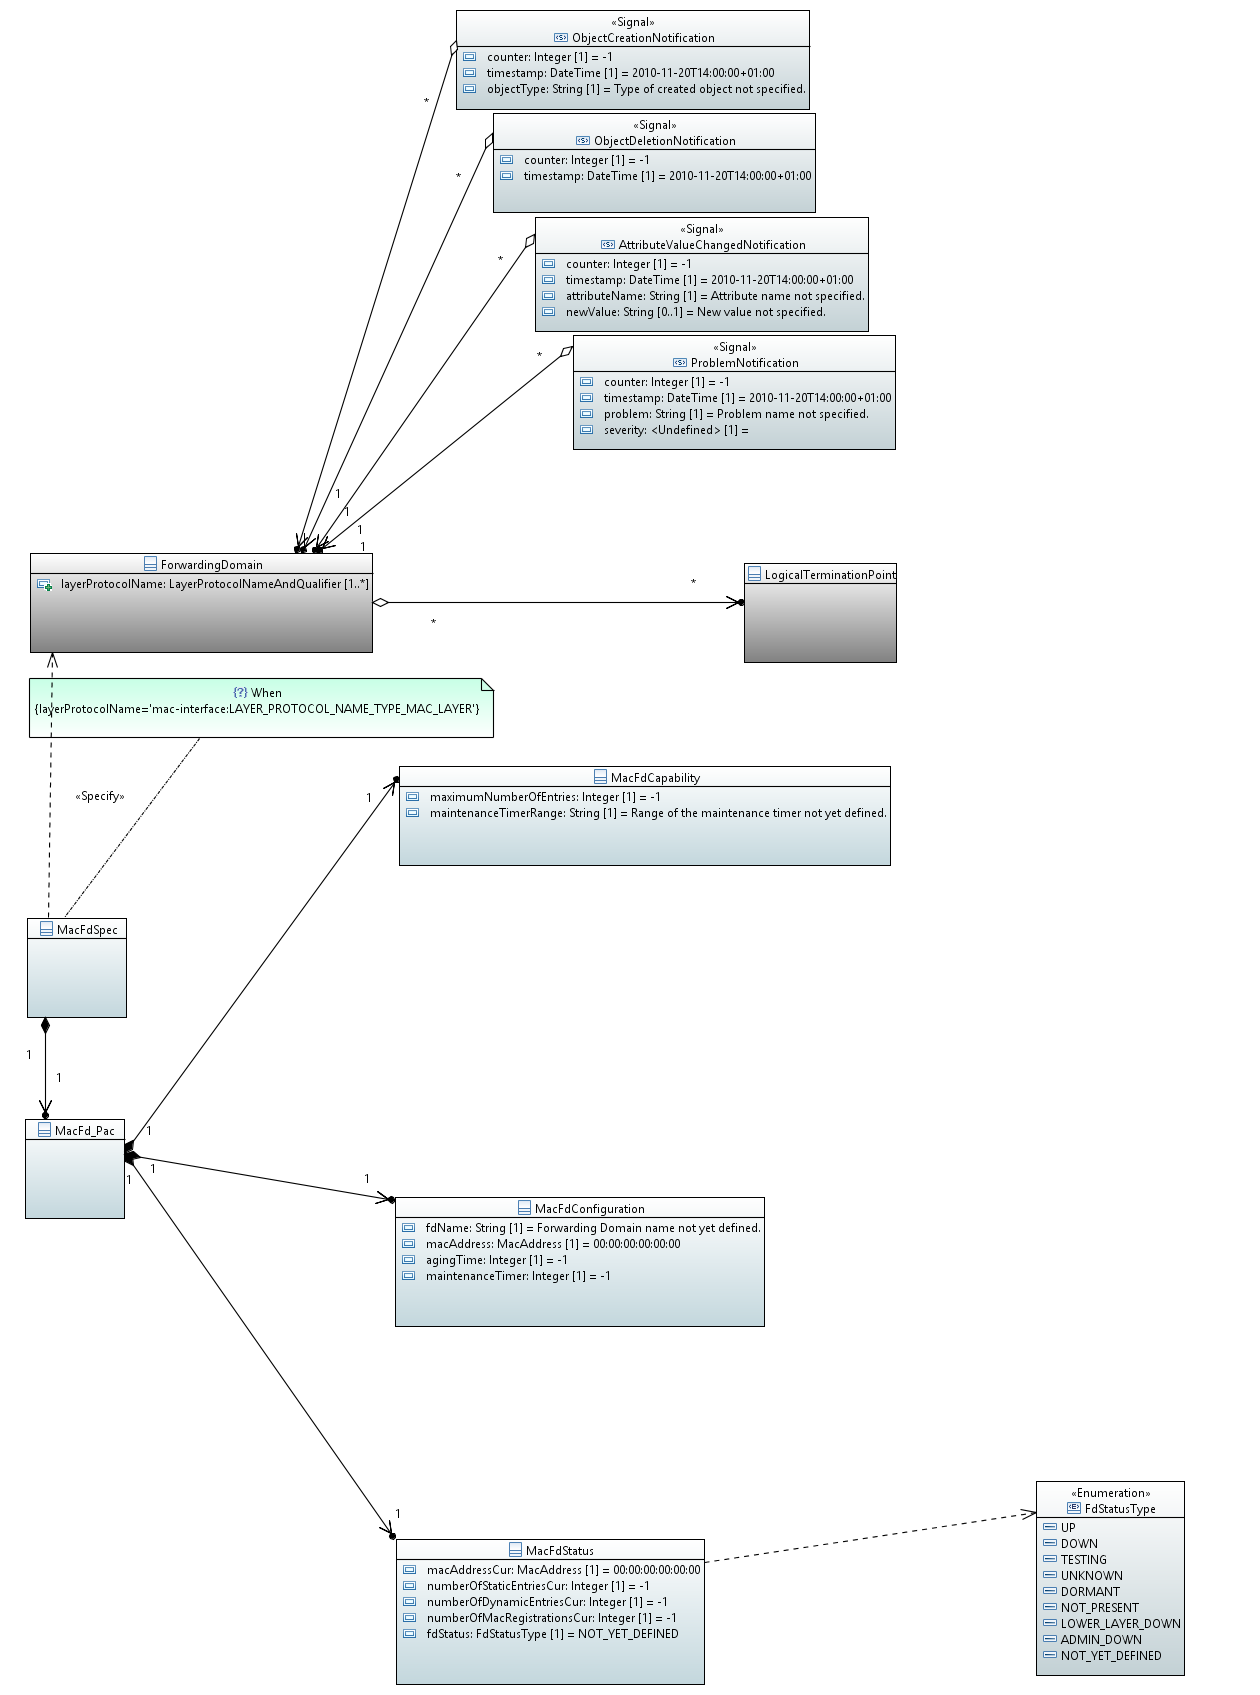 «Signal»
ObjectCreationNotification
counter: Integer [1] = -1
timestamp: DateTime [1] = 2010-11-20T14:00:00+01:00
objectType: String [1] = Type of created object not specified.
*
«Signal»
ObjectDeletionNotification
counter: Integer [1] = -1
timestamp: DateTime [1] = 2010-11-20T14:00:00+01:00
*
«Signal»
AttributeValueChangedNotification
counter: Integer [1] = -1
timestamp: DateTime [1] = 2010-11-20T14:00:00+01:00
attributeName: String [1] = Attribute name not specified.
newValue: String [0..1] = New value not specified.
*
«Signal»
ProblemNotification
counter: Integer [1] = -1
timestamp: DateTime [1] = 2010-11-20T14:00:00+01:00
problem: String [1] = Problem name not specified.
severity: <Undefined> [1] =
*
1
1
1
1
ForwardingDomain
layerProtocolName: LayerProtocolNameAndQualifier [1..*]
*
*
LogicalTerminationPoint
{?} When
{layerProtocolName='mac-interface:LAYER_PROTOCOL_NAME_TYPE_MAC_LAYER'}
«Specify»
1
MacFdCapability
maximumNumberOfEntries: Integer [1] = -1
maintenanceTimerRange: String [1] = Range of the maintenance timer not yet defined.
MacFdSpec
1
1
MacFd_Pac
1
1
1
1
MacFdConfiguration
fdName: String [1] = Forwarding Domain name not yet defined.
macAddress: MacAddress [1] = 00:00:00:00:00:00
agingTime: Integer [1] = -1
maintenanceTimer: Integer [1] = -1
1
MacFdStatus
macAddressCur: MacAddress [1] = 00:00:00:00:00:00
numberOfStaticEntriesCur: Integer [1] = -1
numberOfDynamicEntriesCur: Integer [1] = -1
numberOfMacRegistrationsCur: Integer [1] = -1
fdStatus: FdStatusType [1] = NOT_YET_DEFINED
«Enumeration»
FdStatusType
UP
DOWN
TESTING
UNKNOWN
DORMANT
NOT_PRESENT
LOWER_LAYER_DOWN
ADMIN_DOWN
NOT_YET_DEFINED